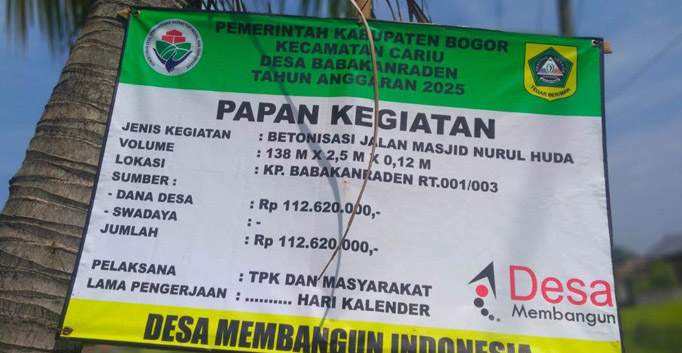 PEMERINTAH KABUPATEN BOGOR
KECAMATAN CARIU
DESA BABAKANRADEN
TAHUN ANGGARAN 2025
TEGAR BERIMAN
PAPAN KEGIATAN
JENIS KEGIATAN : BETONISASI JALAN MASJID NURUL HUDA
VOLUME : 138 M X 2,5 M X 0,12 M
LOKASI : KP. BABAKANRADEN RT.001/003
SUMBER :
- DANA DESA : Rp 112.620.000,-
- SWADAYA : -
JUMLAH : Rp 112.620.000,-
PELAKSANA : TPK DAN MASYARAKAT
LAMA PENGERJAAN : .......... HARI KALENDER
Desa
Membangun
DESA MEMBANGUN INDONESIA